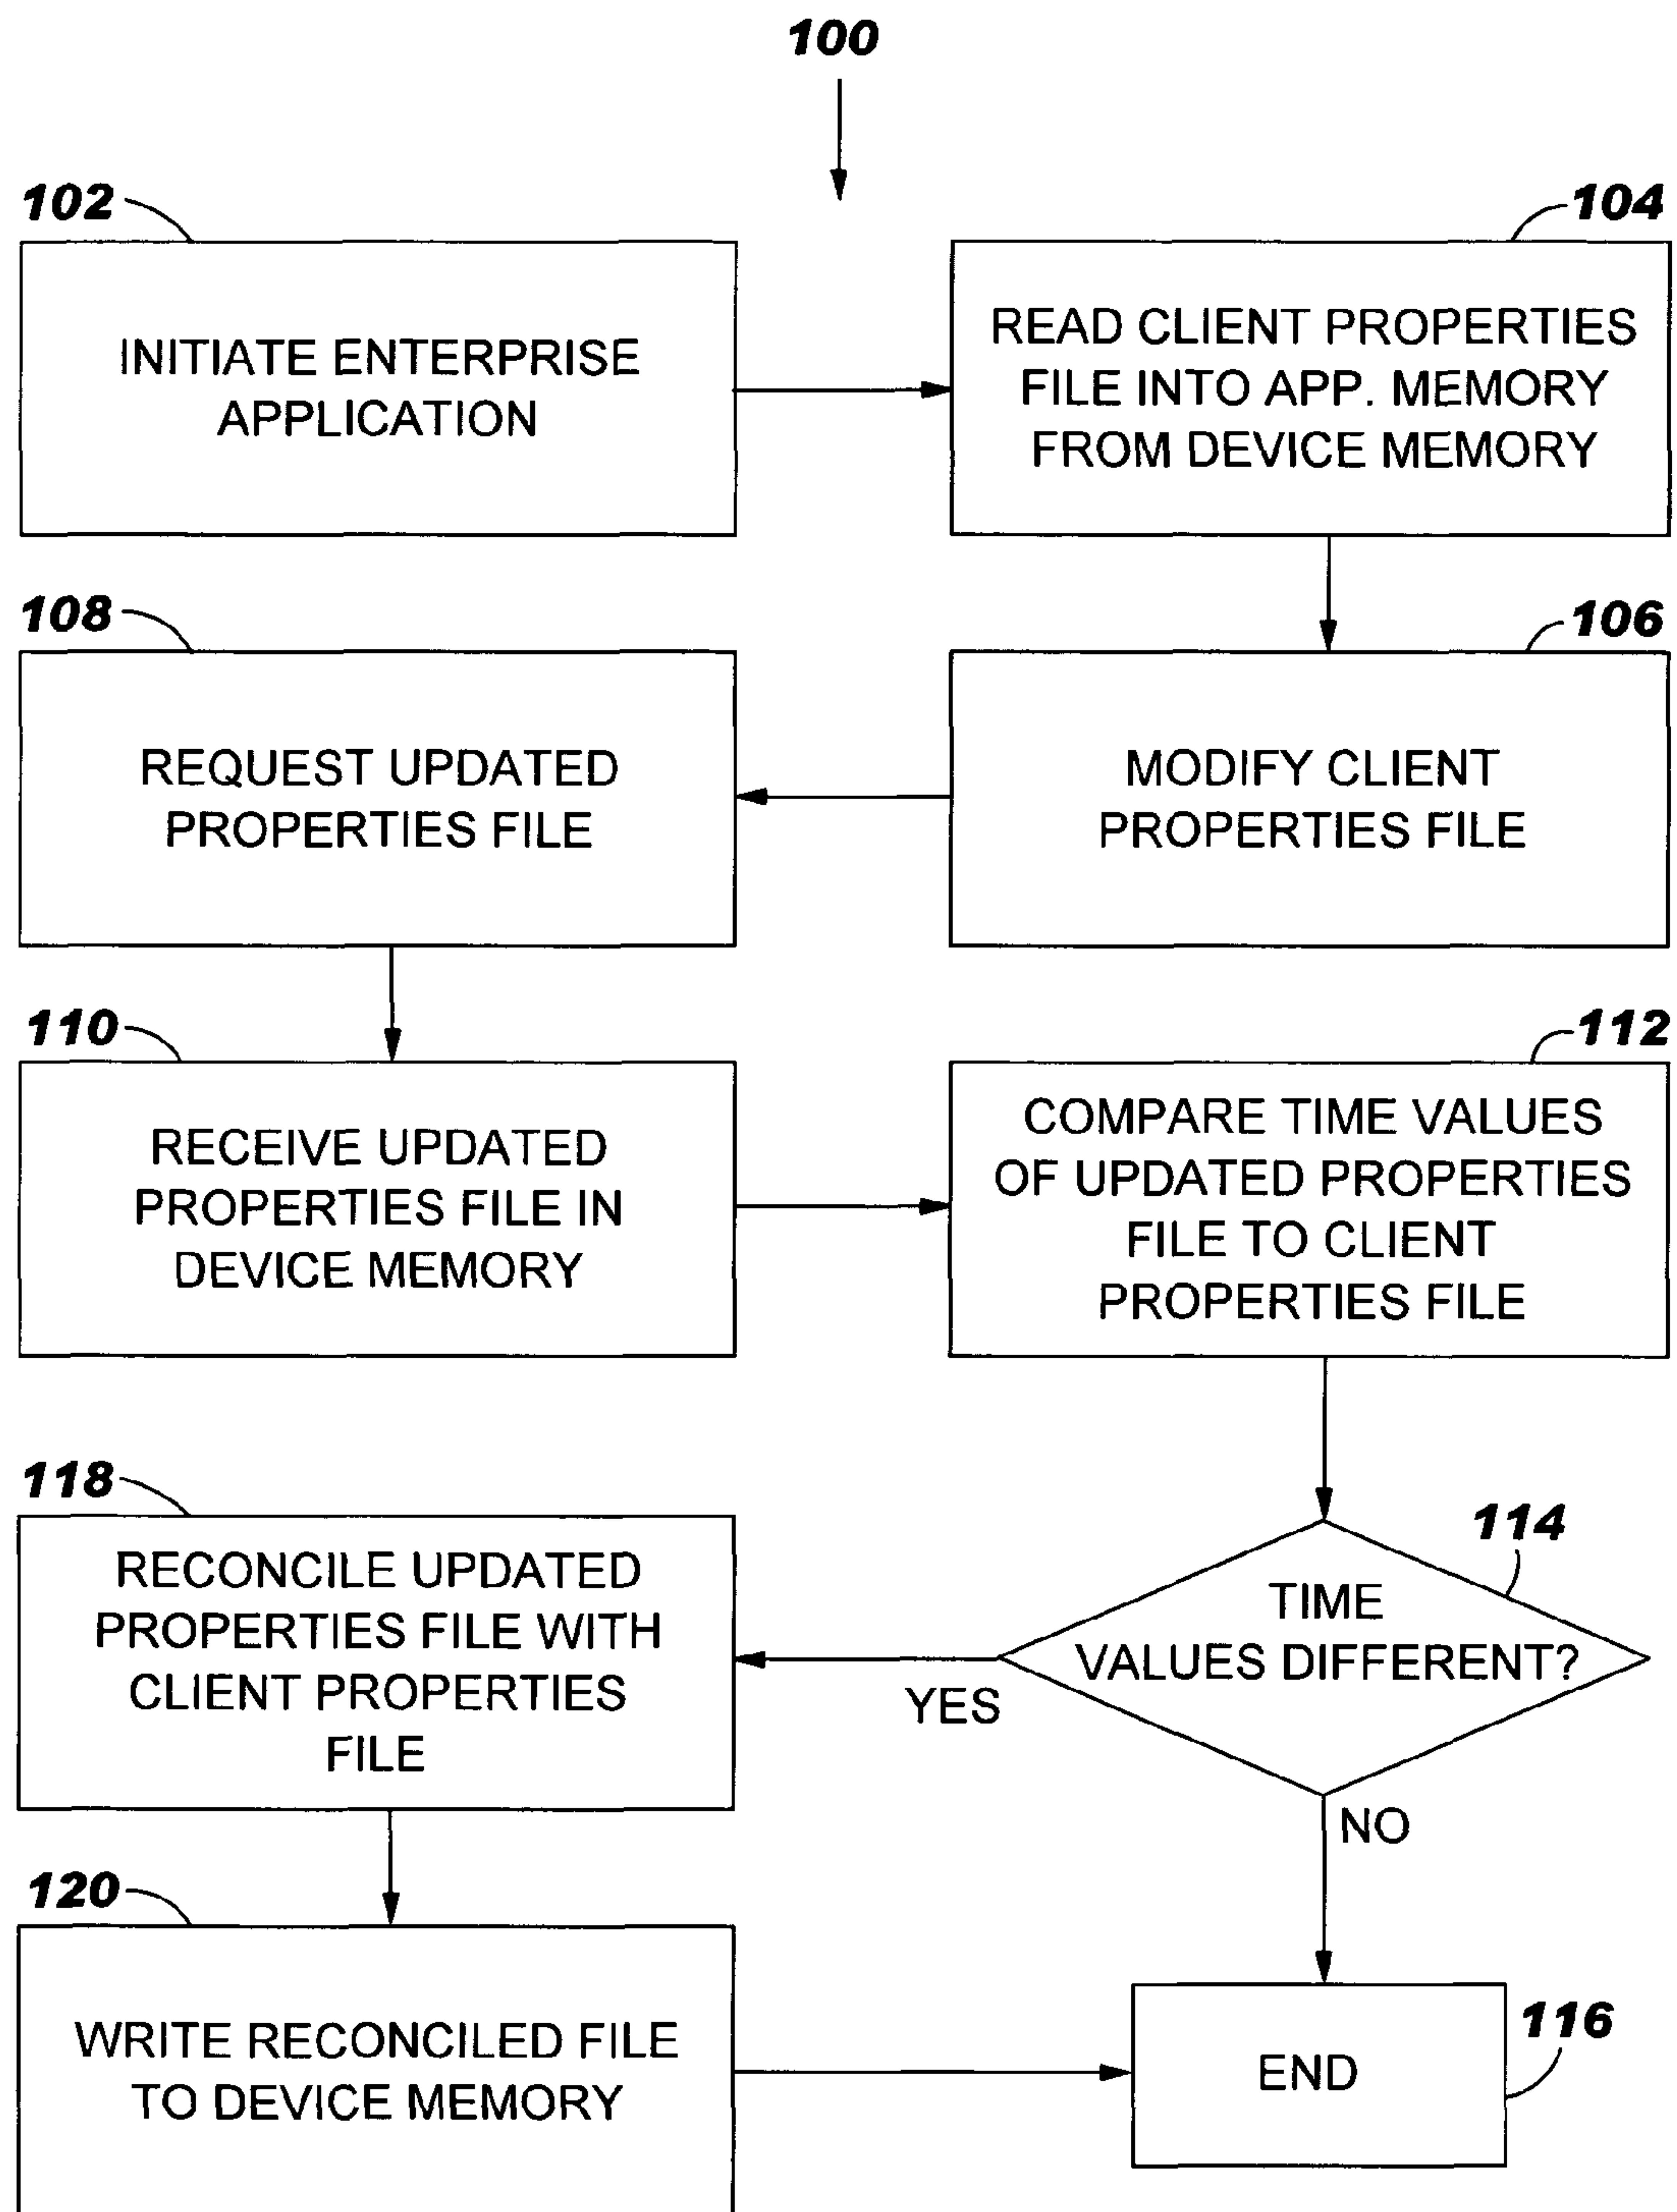 100
102
INITIATE ENTERPRISE
APPLICATION
104
READ CLIENT PROPERTIES
FILE INTO APP. MEMORY
FROM DEVICE MEMORY
106
MODIFY CLIENT
PROPERTIES FILE
108
REQUEST UPDATED
PROPERTIES FILE
110
RECEIVE UPDATED
PROPERTIES FILE IN
DEVICE MEMORY
112
COMPARE TIME VALUES
OF UPDATED PROPERTIES
FILE TO CLIENT
PROPERTIES FILE
114
TIME
VALUES DIFFERENT?
YES
NO
118
RECONCILE UPDATED
PROPERTIES FILE WITH
CLIENT PROPERTIES
FILE
120
WRITE RECONCILED FILE
TO DEVICE MEMORY
116
END